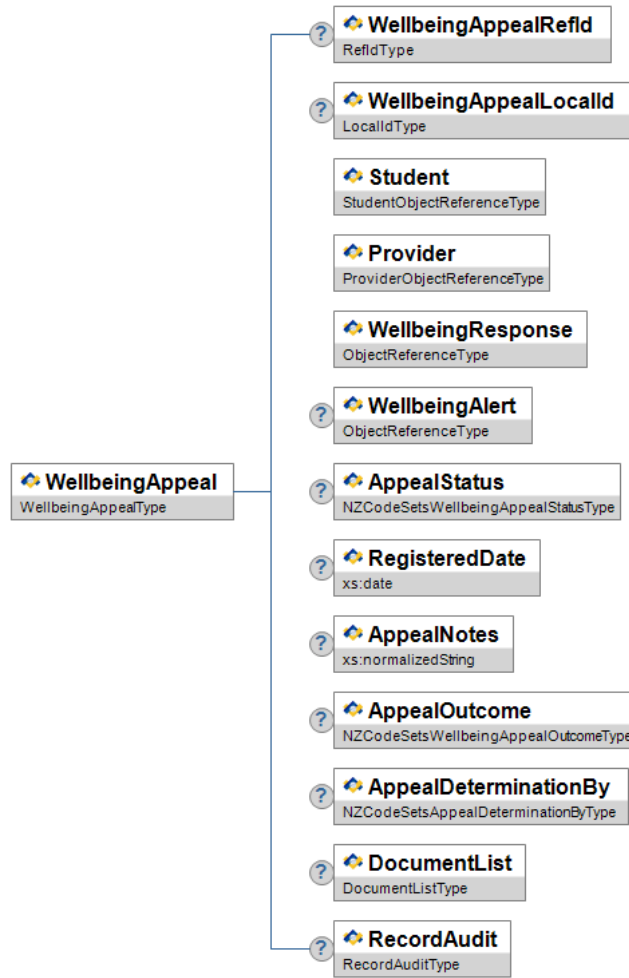 ? WellbeingAppealRefId
RefIdType
? WellbeingAppealLocalId
LocalIdType
Student
StudentObjectReferenceType
Provider
ProviderObjectReferenceType
WellbeingResponse
ObjectReferenceType
? WellbeingAlert
ObjectReferenceType
WellbeingAppeal
WellbeingAppealType
? AppealStatus
NZCodeSetsWellbeingAppealStatusType
? RegisteredDate
xs:date
? AppealNotes
xs:normalizedString
? AppealOutcome
NZCodeSetsWellbeingAppealOutcomeType
? AppealDeterminationBy
NZCodeSetsAppealDeterminationByType
? DocumentList
DocumentListType
? RecordAudit
RecordAuditType